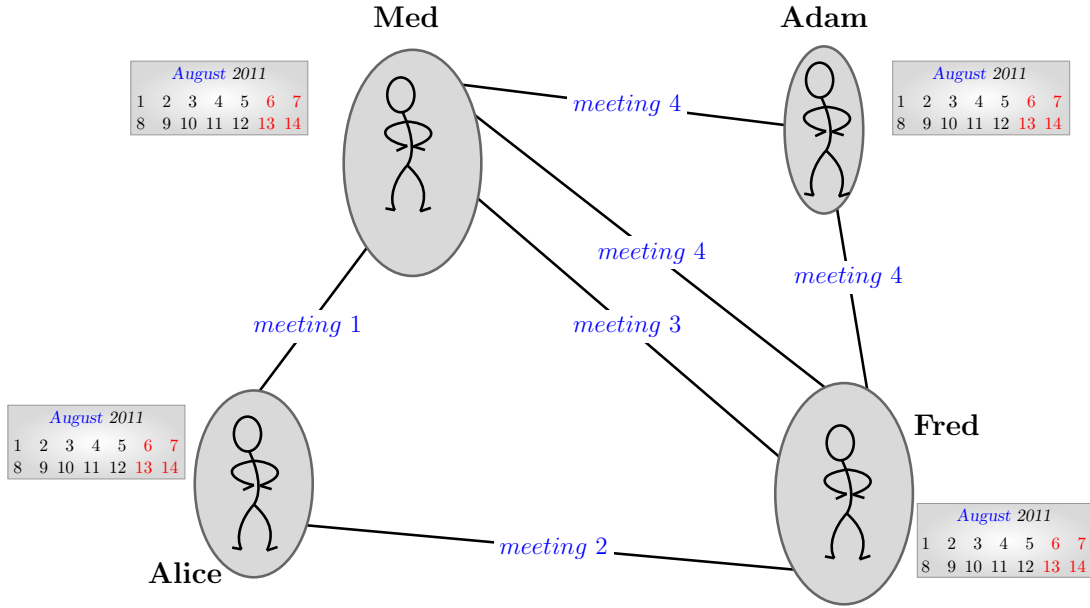 Med
Adam
August 2011
1 2 3 4 5 6 7
8 9 10 11 12 13 14
August 2011
1 2 3 4 5 6 7
8 9 10 11 12 13 14
meeting 4
meeting 4
meeting 4
meeting 1
meeting 3
August 2011
1 2 3 4 5 6 7
8 9 10 11 12 13 14
Fred
August 2011
1 2 3 4 5 6 7
8 9 10 11 12 13 14
meeting 2
Alice